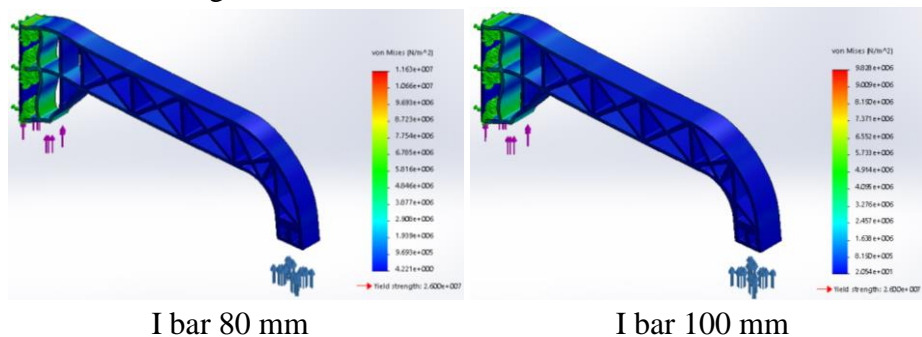 von Mises (N/m^2)
1.163e+007
1.066e+007
9.693e+006
8.723e+006
7.754e+006
6.785e+006
5.816e+006
4.846e+006
3.877e+006
2.908e+006
1.939e+006
9.693e+005
4.221e+000
Yield strength: 2.600e+007
I bar 80 mm
von Mises (N/m^2)
9.828e+006
9.009e+006
8.190e+006
7.371e+006
6.552e+006
5.733e+006
4.914e+006
4.095e+006
3.276e+006
2.457e+006
1.638e+006
8.190e+005
2.054e+001
Yield strength: 2.600e+007
I bar 100 mm